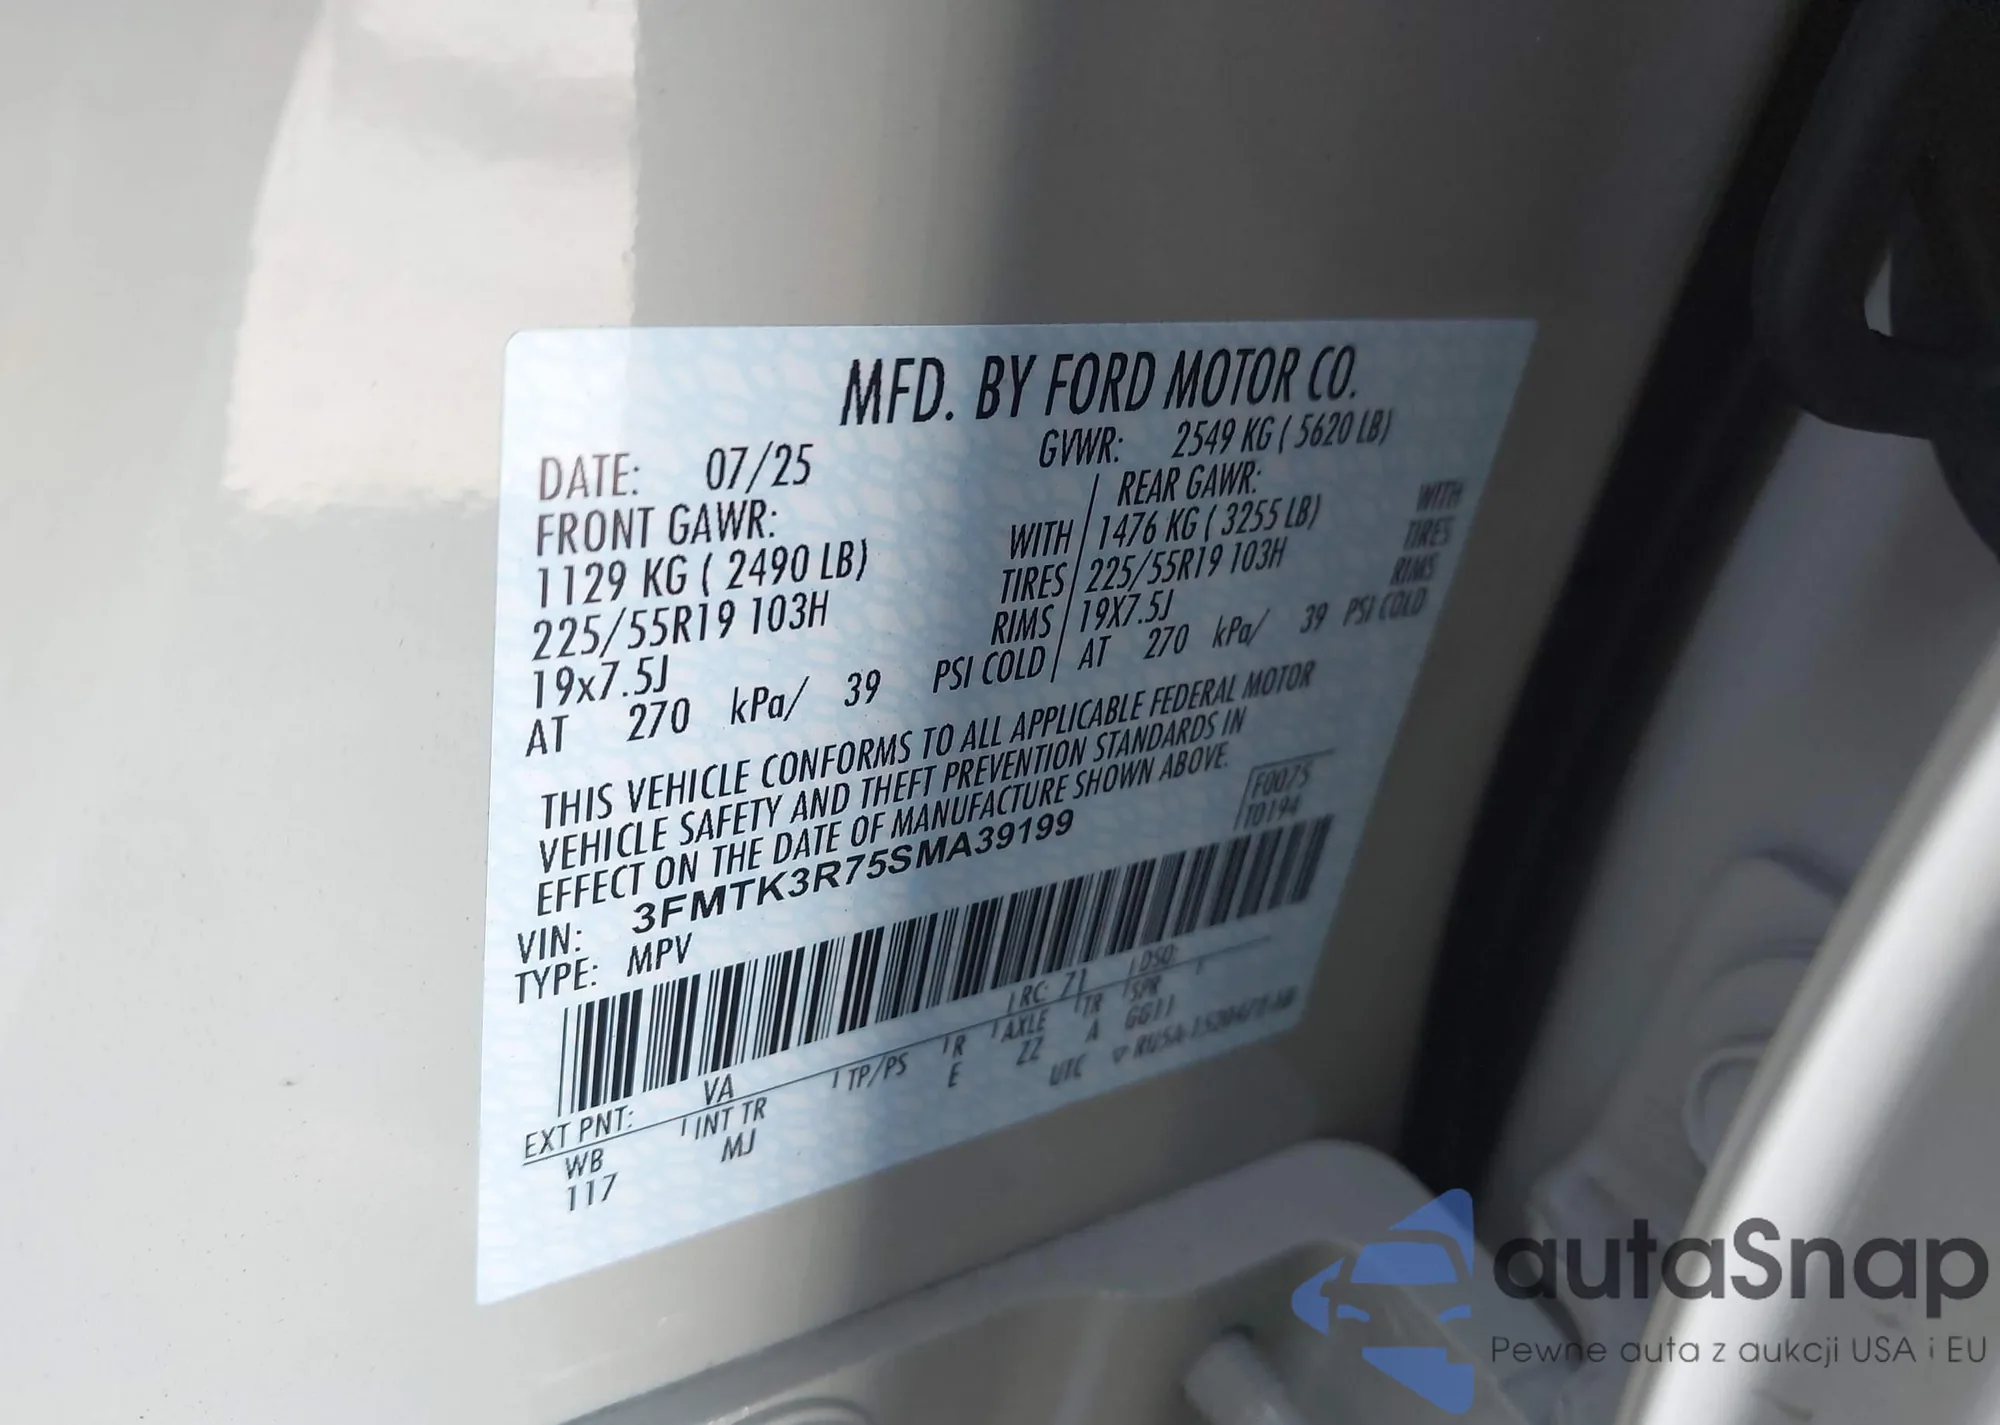 MFD. BY FORD MOTOR CO.
DATE: 07/25 GVWR: 2549 KG ( 5620 LB)
FRONT GAWR: REAR GAWR:
1129 KG ( 2490 LB) WITH 1476 KG ( 3255 LB) WITH
225/55R19 103H TIRES 225/55R19 103H TIRES
19x7.5J RIMS 19X7.5J RIMS
AT 270 kPa/ 39 PSI COLD AT 270 kPa/ 39 PSI COLD
THIS VEHICLE CONFORMS TO ALL APPLICABLE FEDERAL MOTOR
VEHICLE SAFETY AND THEFT PREVENTION STANDARDS IN
EFFECT ON THE DATE OF MANUFACTURE SHOWN ABOVE.
F0075
T0194
VIN: 3FMTK3R75SMA39199
TYPE: MPV
EXT PNT: VA RC: 71 DSO:
WB INT TR TP/PS R AXLE TR SPR
117 MJ E ZZ A GG11
UTC
autaSnap
Pewne auta z aukcji USA i EU